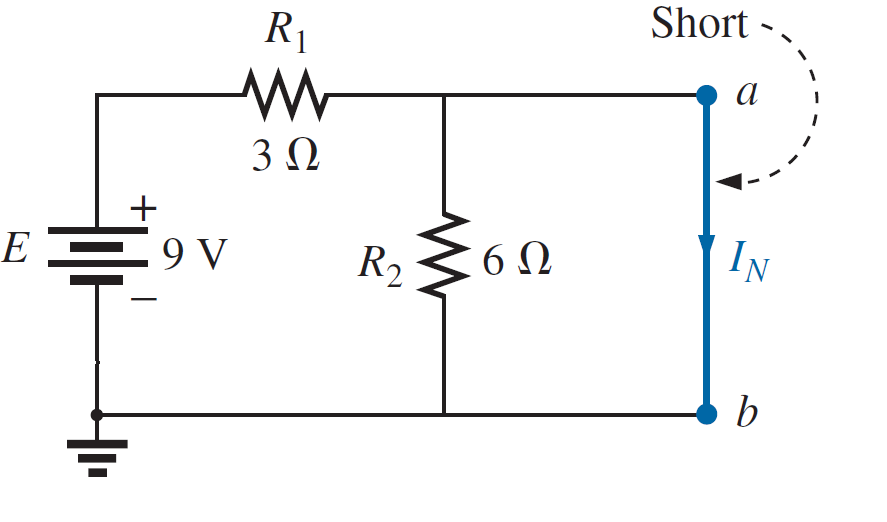 Short
R1
a
3 Ω
+
E
9 V
R2
6 Ω
IN
–
b